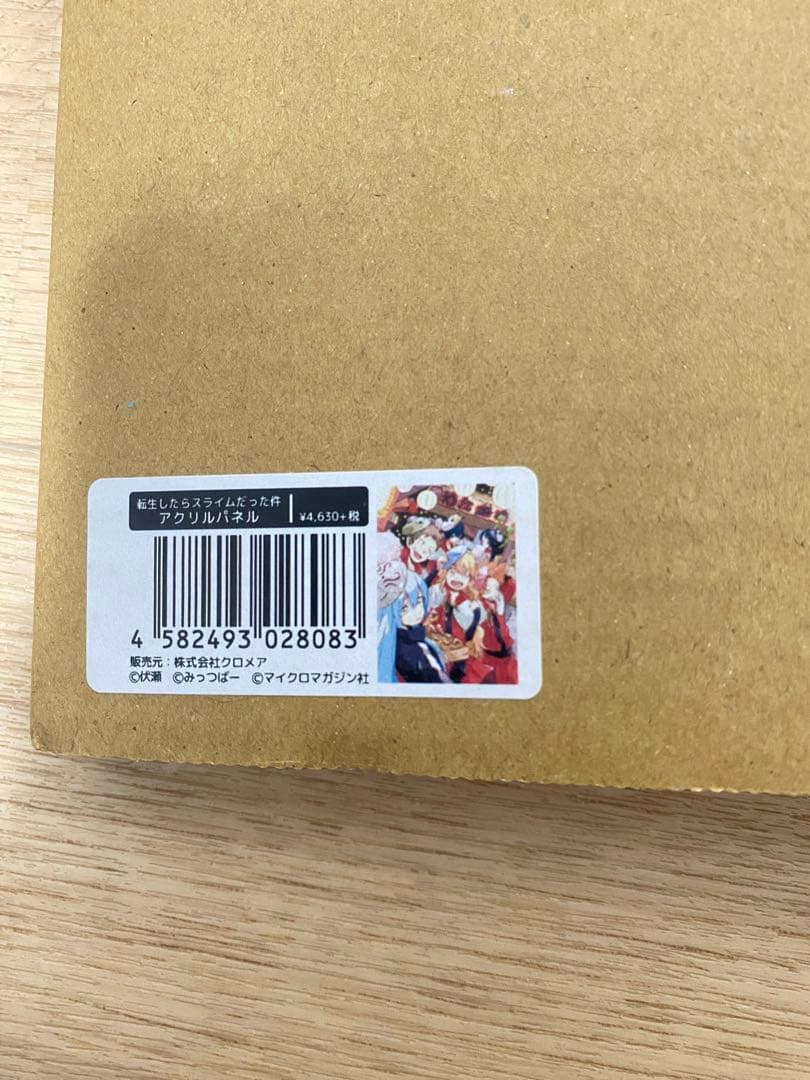 転生したらスライムだった件
アクリルパネル
¥4,630+税
4 582493 028083
販売元：株式会社クロメア
©伏瀬 ©みっつばー ©マイクロマガジン社